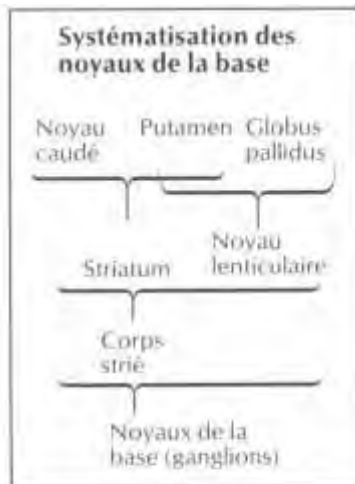 Systématisation des
noyaux de la base
Noyau Putamen Globus
caudé pallidus
Noyau
Striatum lenticulaire
Corps
strié
Noyaux de la
base (ganglions)